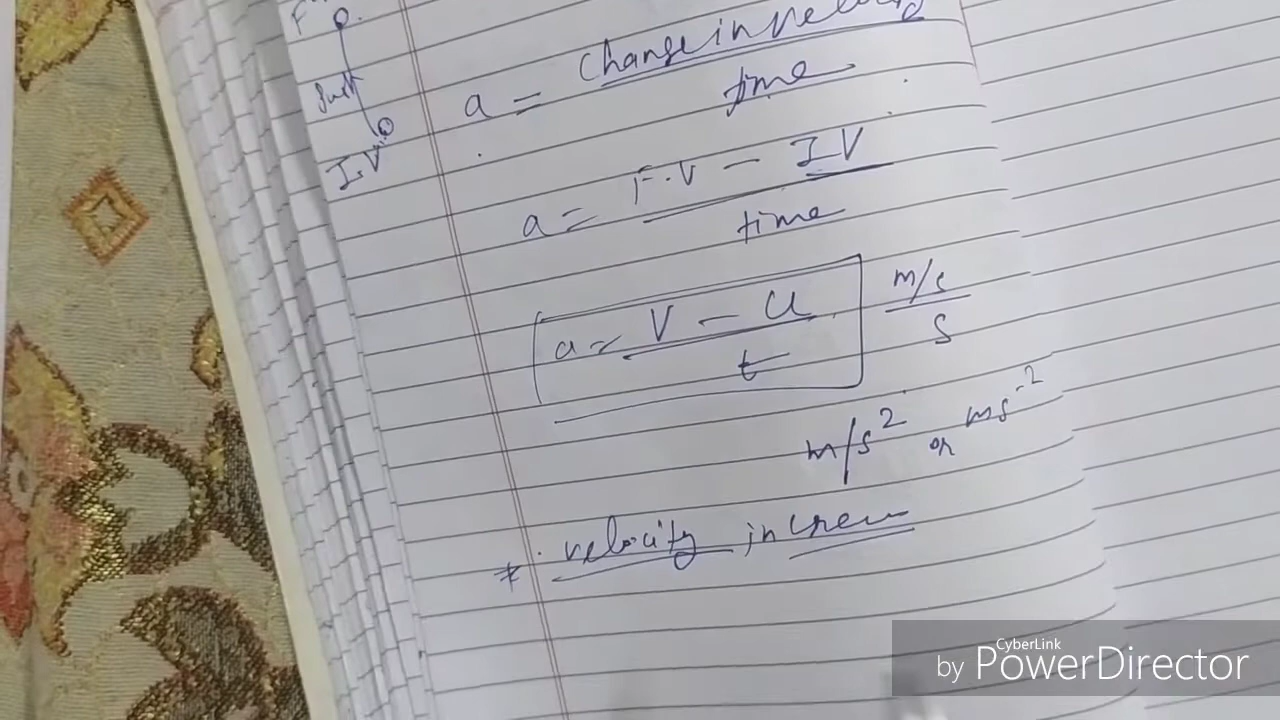 a = change in velocity
time
a = F.V - I V
time
a = V - U
t
m/s
s
m/s² or ms⁻²
* velocity increase
I.V
CyberLink
by PowerDirector